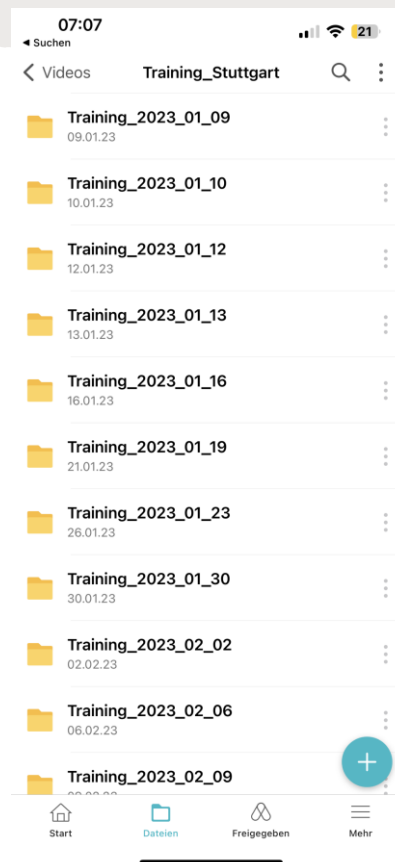 07:07
21
◄ Suchen
Videos
Training_Stuttgart
Training_2023_01_09
09.01.23
Training_2023_01_10
10.01.23
Training_2023_01_12
12.01.23
Training_2023_01_13
13.01.23
Training_2023_01_16
16.01.23
Training_2023_01_19
21.01.23
Training_2023_01_23
26.01.23
Training_2023_01_30
30.01.23
Training_2023_02_02
02.02.23
Training_2023_02_06
06.02.23
Training_2023_02_09
Start
Dateien
Freigegeben
Mehr